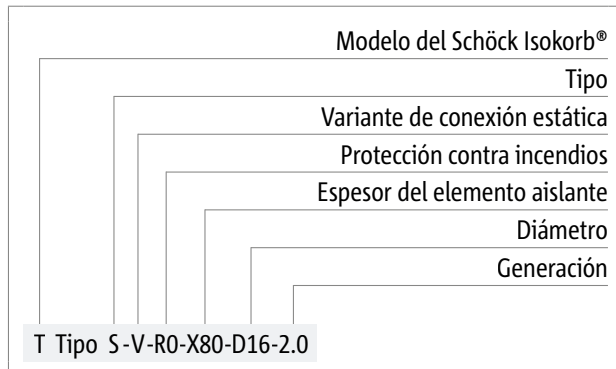 Modelo del Schöck Isokorb®
Tipo
Variante de conexión estática
Protección contra incendios
Espesor del elemento aislante
Diámetro
Generación
T Tipo S-V-R0-X80-D16-2.0